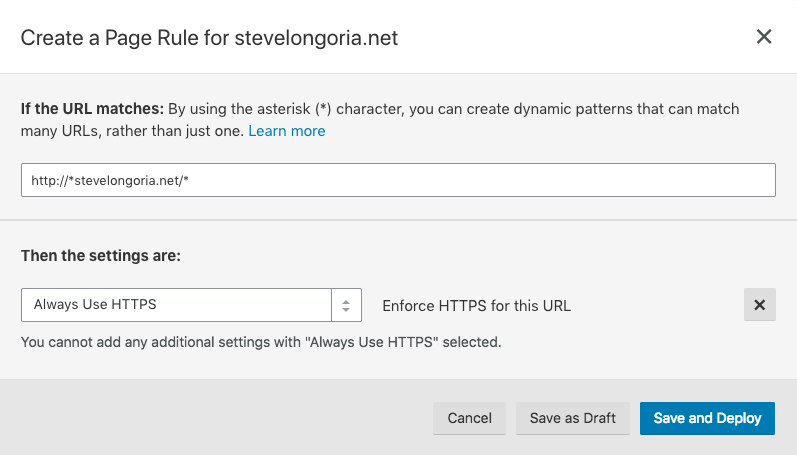 Create a Page Rule for stevelongoria.net
If the URL matches: By using the asterisk (*) character, you can create dynamic patterns that can match
many URLs, rather than just one. Learn more
http://*stevelongoria.net/*
Then the settings are:
Always Use HTTPS
Enforce HTTPS for this URL
You cannot add any additional settings with "Always Use HTTPS" selected.
Cancel
Save as Draft
Save and Deploy